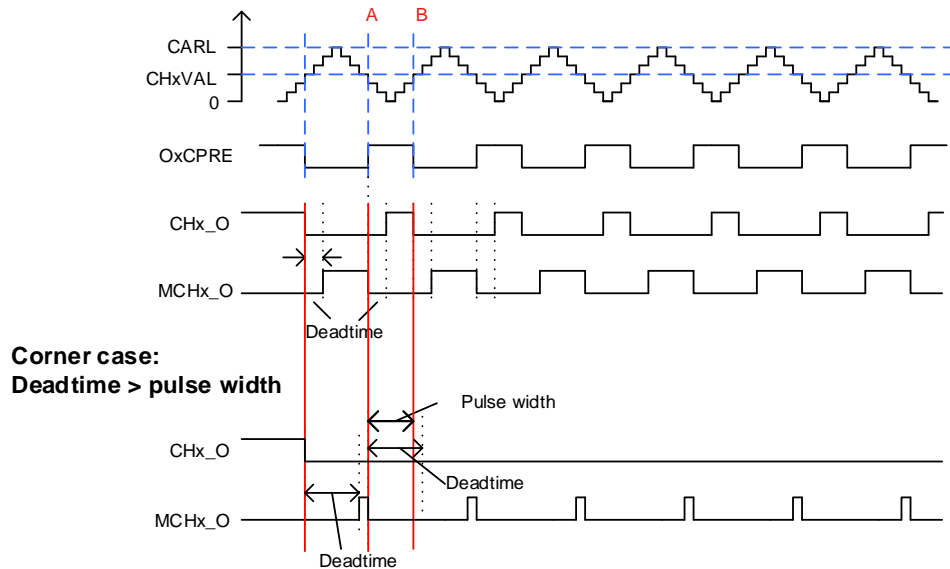 A B
CARL
CHxVAL
0
OxCPRE
CHx_O
MCHx_O
Deadtime
Corner case:
Deadtime > pulse width
Pulse width
CHx_O
Deadtime
MCHx_O
Deadtime